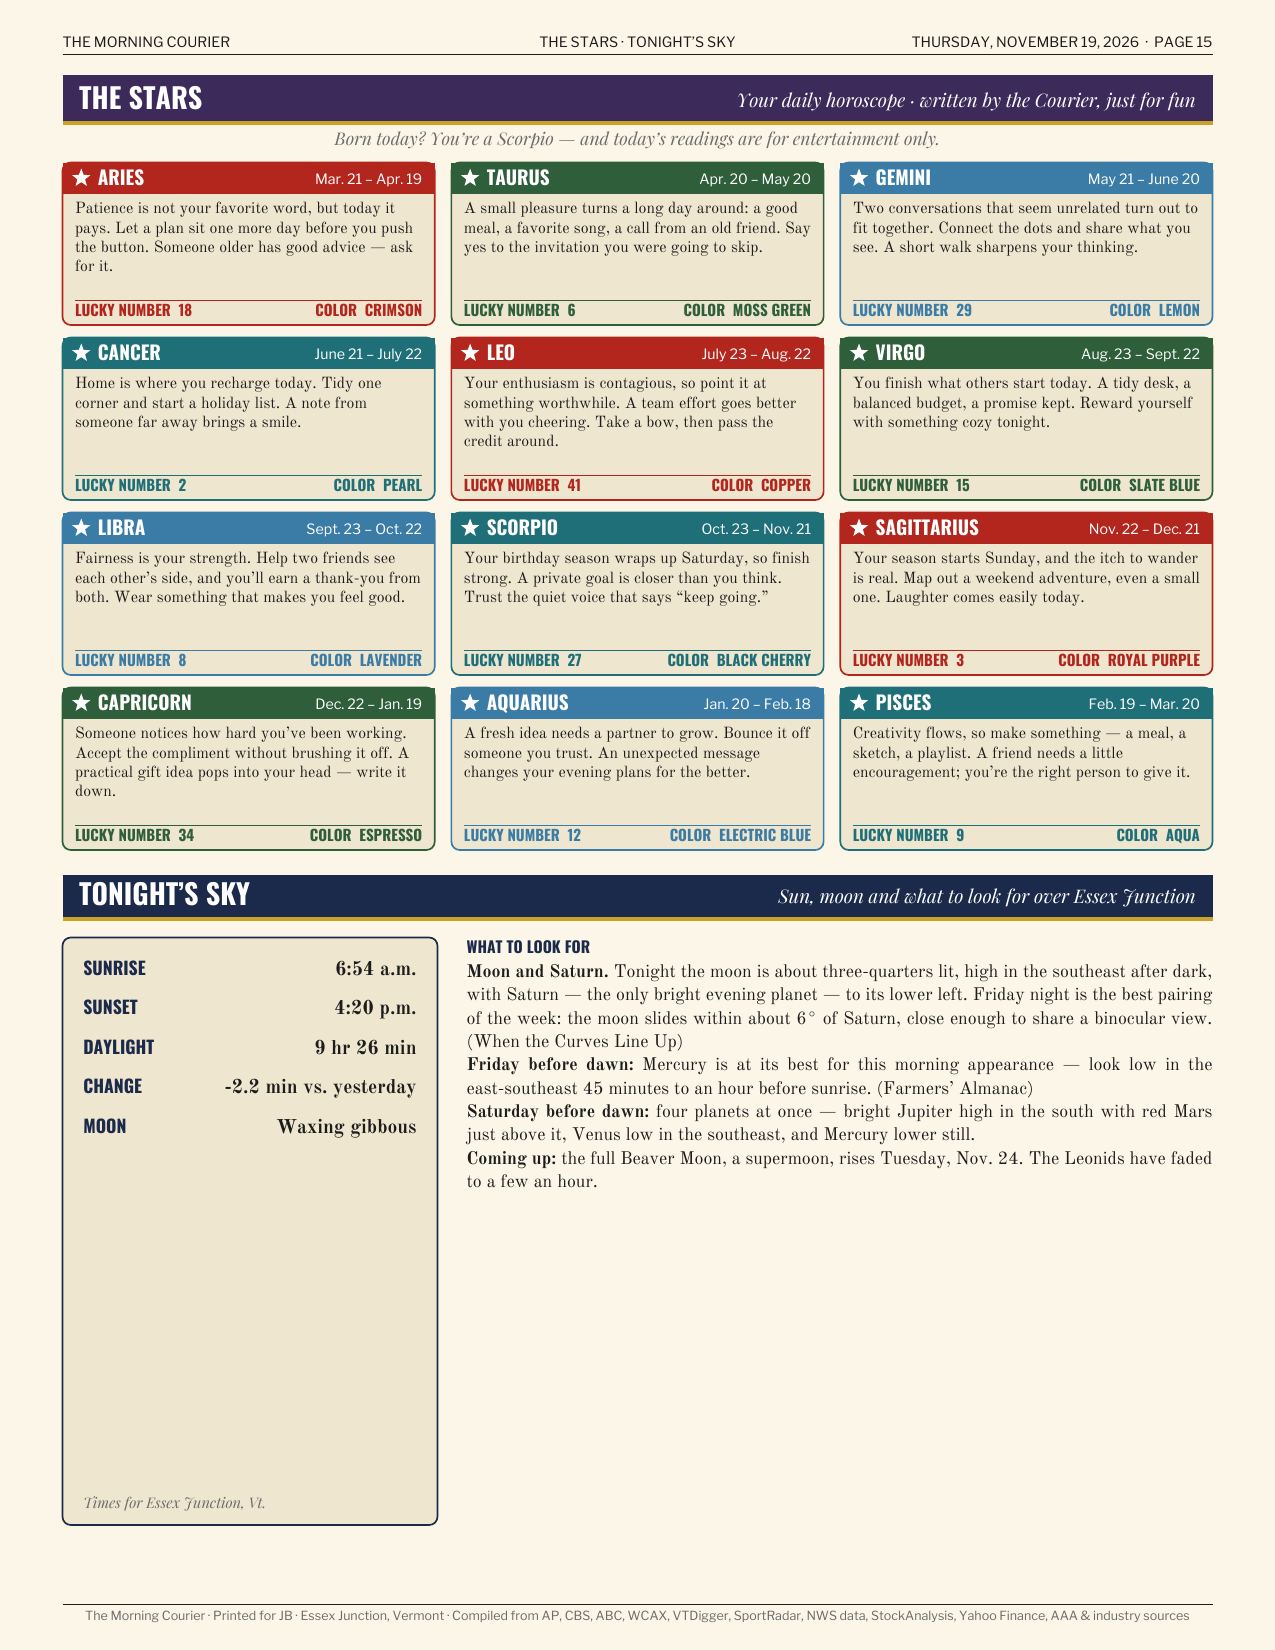 THE MORNING COURIER
THE STARS · TONIGHT’S SKY
THURSDAY, NOVEMBER 19, 2026 · PAGE 15
THE STARS
Your daily horoscope · written by the Courier, just for fun
Born today? You’re a Scorpio — and today’s readings are for entertainment only.
★ ARIES Mar. 21 – Apr. 19
Patience is not your favorite word, but today it
pays. Let a plan sit one more day before you push
the button. Someone older has good advice — ask
for it.
LUCKY NUMBER 18 COLOR CRIMSON
★ TAURUS Apr. 20 – May 20
A small pleasure turns a long day around: a good
meal, a favorite song, a call from an old friend. Say
yes to the invitation you were going to skip.
LUCKY NUMBER 6 COLOR MOSS GREEN
★ GEMINI May 21 – June 20
Two conversations that seem unrelated turn out to
fit together. Connect the dots and share what you
see. A short walk sharpens your thinking.
LUCKY NUMBER 29 COLOR LEMON
★ CANCER June 21 – July 22
Home is where you recharge today. Tidy one
corner and start a holiday list. A note from
someone far away brings a smile.
LUCKY NUMBER 2 COLOR PEARL
★ LEO July 23 – Aug. 22
Your enthusiasm is contagious, so point it at
something worthwhile. A team effort goes better
with you cheering. Take a bow, then pass the
credit around.
LUCKY NUMBER 41 COLOR COPPER
★ VIRGO Aug. 23 – Sept. 22
You finish what others start today. A tidy desk, a
balanced budget, a promise kept. Reward yourself
with something cozy tonight.
LUCKY NUMBER 15 COLOR SLATE BLUE
★ LIBRA Sept. 23 – Oct. 22
Fairness is your strength. Help two friends see
each other’s side, and you’ll earn a thank-you from
both. Wear something that makes you feel good.
LUCKY NUMBER 8 COLOR LAVENDER
★ SCORPIO Oct. 23 – Nov. 21
Your birthday season wraps up Saturday, so finish
strong. A private goal is closer than you think.
Trust the quiet voice that says “keep going.”
LUCKY NUMBER 27 COLOR BLACK CHERRY
★ SAGITTARIUS Nov. 22 – Dec. 21
Your season starts Sunday, and the itch to wander
is real. Map out a weekend adventure, even a small
one. Laughter comes easily today.
LUCKY NUMBER 3 COLOR ROYAL PURPLE
★ CAPRICORN Dec. 22 – Jan. 19
Someone notices how hard you’ve been working.
Accept the compliment without brushing it off. A
practical gift idea pops into your head — write it
down.
LUCKY NUMBER 34 COLOR ESPRESSO
★ AQUARIUS Jan. 20 – Feb. 18
A fresh idea needs a partner to grow. Bounce it off
someone you trust. An unexpected message
changes your evening plans for the better.
LUCKY NUMBER 12 COLOR ELECTRIC BLUE
★ PISCES Feb. 19 – Mar. 20
Creativity flows, so make something — a meal, a
sketch, a playlist. A friend needs a little
encouragement; you’re the right person to give it.
LUCKY NUMBER 9 COLOR AQUA
TONIGHT’S SKY
Sun, moon and what to look for over Essex Junction
SUNRISE 6:54 a.m.
SUNSET 4:20 p.m.
DAYLIGHT 9 hr 26 min
CHANGE -2.2 min vs. yesterday
MOON Waxing gibbous
Times for Essex Junction, Vt.
WHAT TO LOOK FOR
Moon and Saturn. Tonight the moon is about three-quarters lit, high in the southeast after dark,
with Saturn — the only bright evening planet — to its lower left. Friday night is the best pairing
of the week: the moon slides within about 6° of Saturn, close enough to share a binocular view.
(When the Curves Line Up)
Friday before dawn: Mercury is at its best for this morning appearance — look low in the
east-southeast 45 minutes to an hour before sunrise. (Farmers’ Almanac)
Saturday before dawn: four planets at once — bright Jupiter high in the south with red Mars
just above it, Venus low in the southeast, and Mercury lower still.
Coming up: the full Beaver Moon, a supermoon, rises Tuesday, Nov. 24. The Leonids have faded
to a few an hour.
The Morning Courier · Printed for JB · Essex Junction, Vermont · Compiled from AP, CBS, ABC, WCAX, VTDigger, SportRadar, NWS data, StockAnalysis, Yahoo Finance, AAA & industry sources